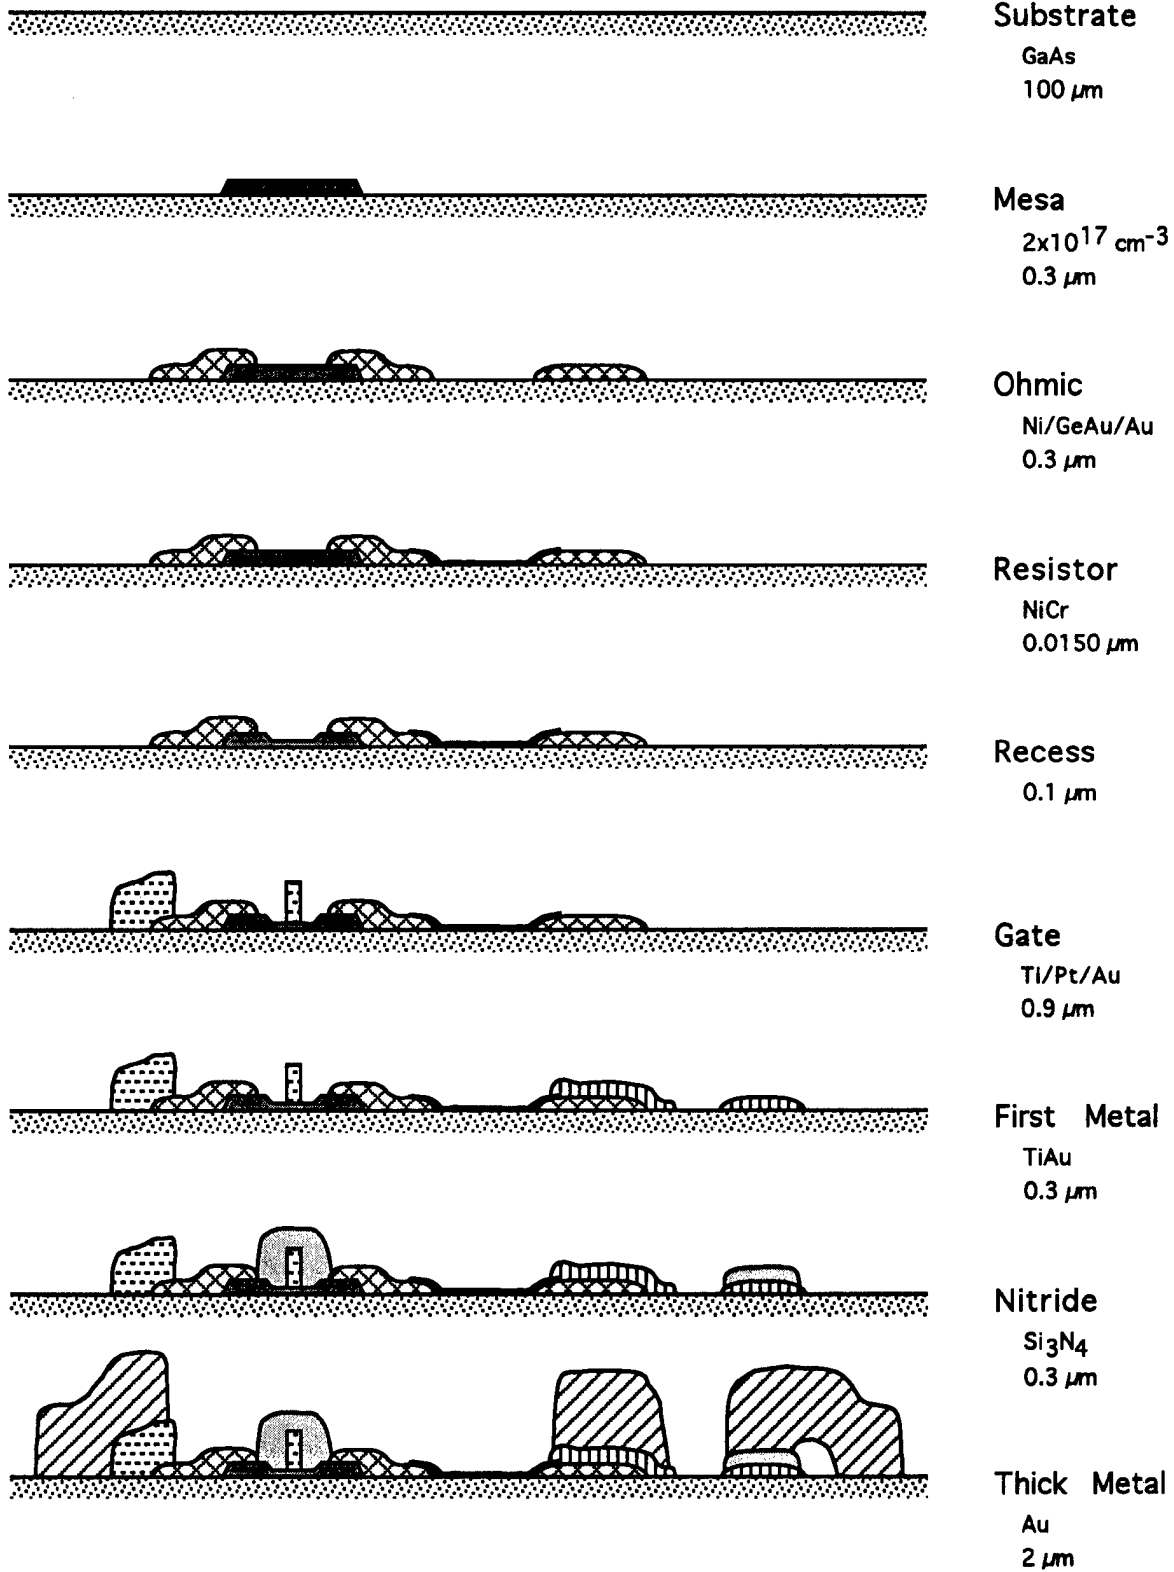 Substrate
GaAs
100 μm
Mesa
2x10¹⁷ cm⁻³
0.3 μm
Ohmic
Ni/GeAu/Au
0.3 μm
Resistor
NiCr
0.0150 μm
Recess
0.1 μm
Gate
Ti/Pt/Au
0.9 μm
First Metal
TiAu
0.3 μm
Nitride
Si₃N₄
0.3 μm
Thick Metal
Au
2 μm